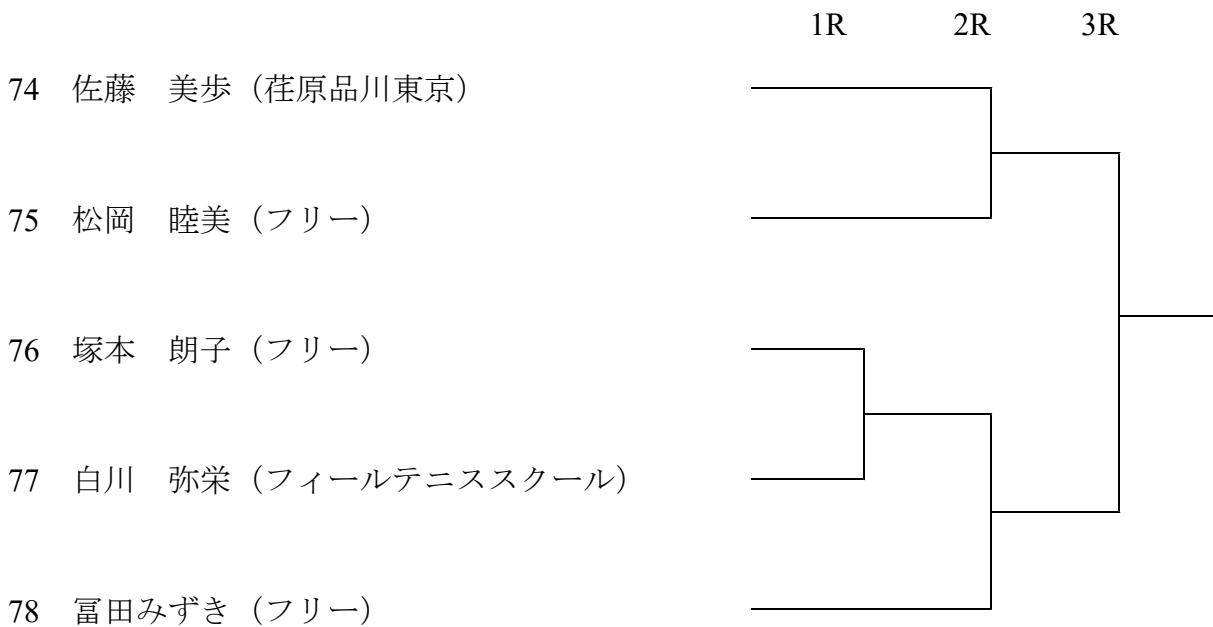 1R 2R 3R
74 佐藤　美歩（荏原品川東京）
75 松岡　睦美（フリー）
76 塚本　朗子（フリー）
77 白川　弥栄（フィールテニススクール）
78 冨田みずき（フリー）